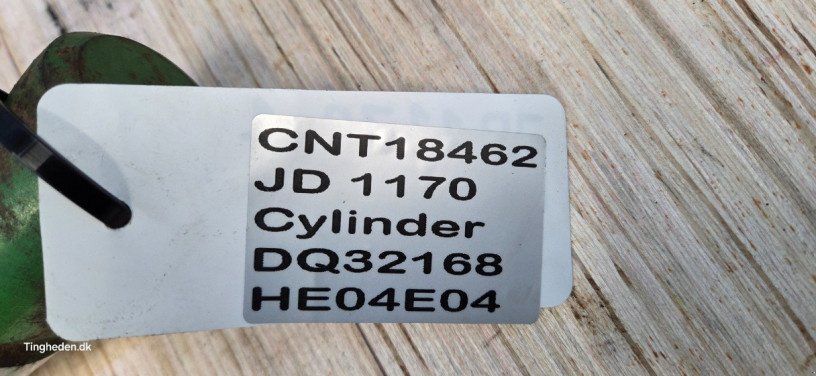 CNT18462
JD 1170
Cylinder
DQ32168
HE04E04
Tingheden.dk